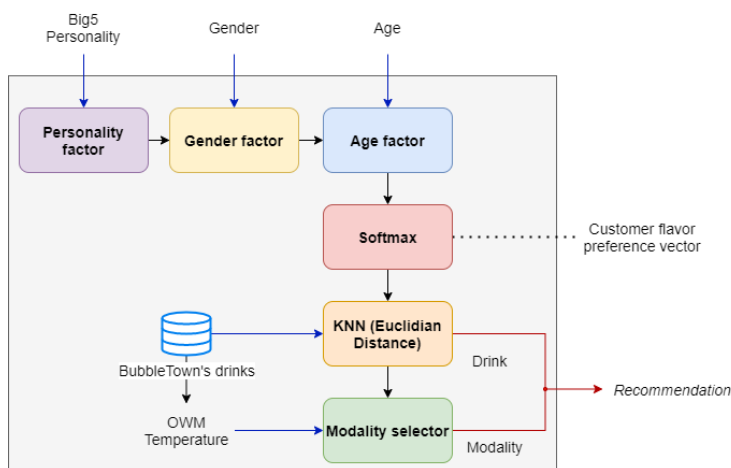 Big5
Personality
Gender
Age
Personality
factor
Gender factor
Age factor
Softmax
Customer flavor
preference vector
KNN (Euclidian
Distance)
BubbleTown's drinks
Drink
Recommendation
OWM
Temperature
Modality selector
Modality